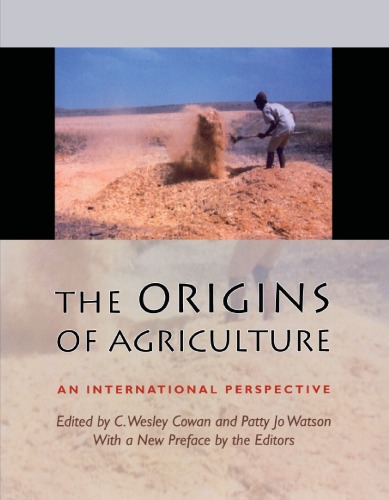 THE ORIGINS
OF AGRICULTURE
AN INTERNATIONAL PERSPECTIVE
Edited by C. Wesley Cowan and Patty Jo Watson
With a New Preface by the Editors